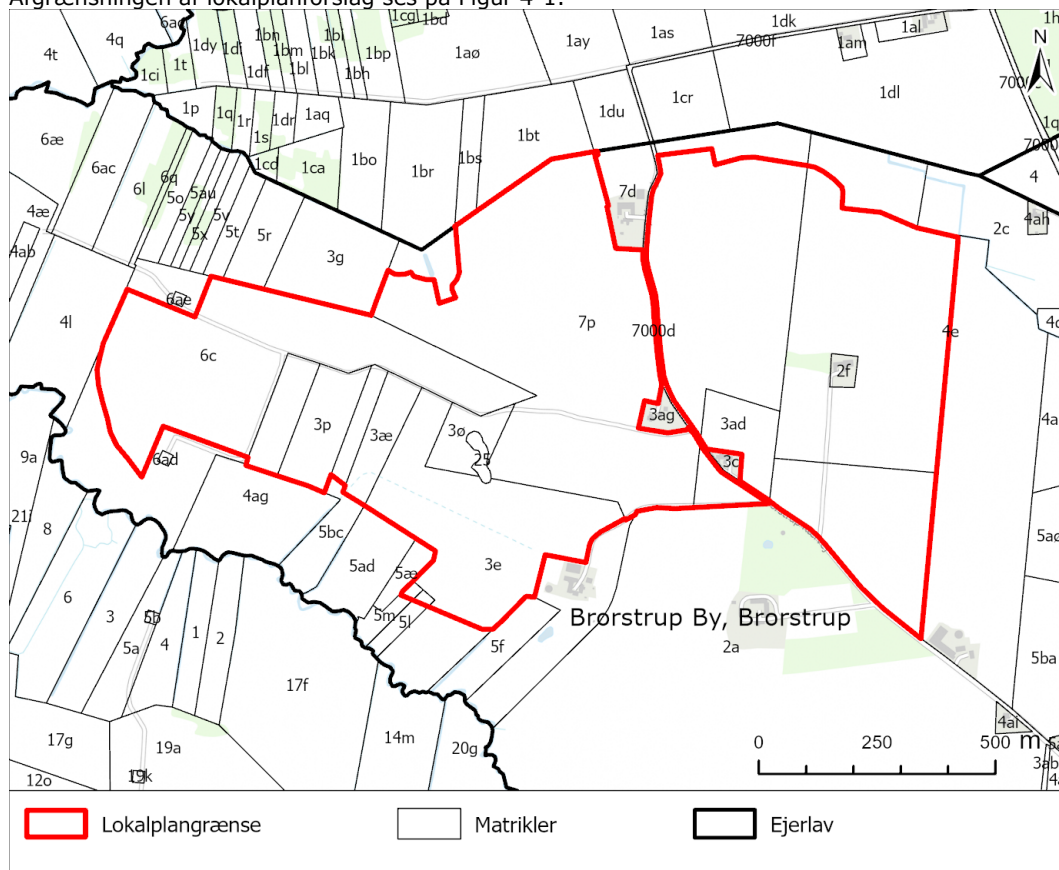 Afgrænsningen af lokalplanforslag ses på Figur 4-1.
4t
4q
1cg
1bd
1dy
1di
1bn
1bm
1bl
1df
1bi
1bk
1bh
1bp
1aø
1ay
1as
1dk
7000f
1am
1al
N
1ci
1t
1p
1q
1r
1s
1dr
1aq
1cd
1ca
1bo
1br
1bs
1bt
1du
1cr
1dl
6æ
6ac
6l
6q
5o
5y
5x
5au
5v
5t
5r
3g
4æ
4ab
6ae
4l
6c
7d
7p
7000d
4
4ah
2c
4e
2f
3ag
3ad
3c
3p
3æ
3ø
25
6ad
4ag
9a
21i
8
5bc
5ad
5æ
3e
5m
5l
5f
Brørstrup By, Brorstrup
2a
5ba
6
3
5b
5a
4
1
2
17f
14m
20g
17g
19a
19k
12o
4ai
3ab
0 250 500 m
Lokalplangrænse Matrikler Ejerlav